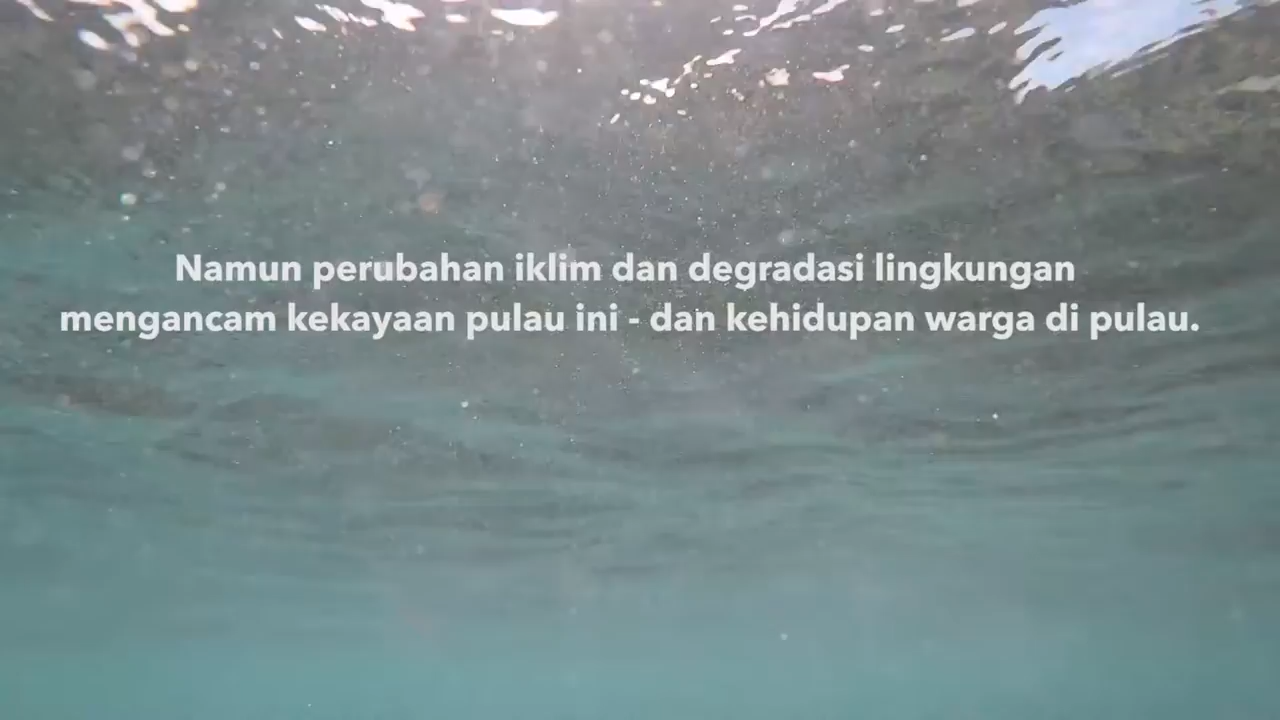 Namun perubahan iklim dan degradasi lingkungan
mengancam kekayaan pulau ini - dan kehidupan warga di pulau.